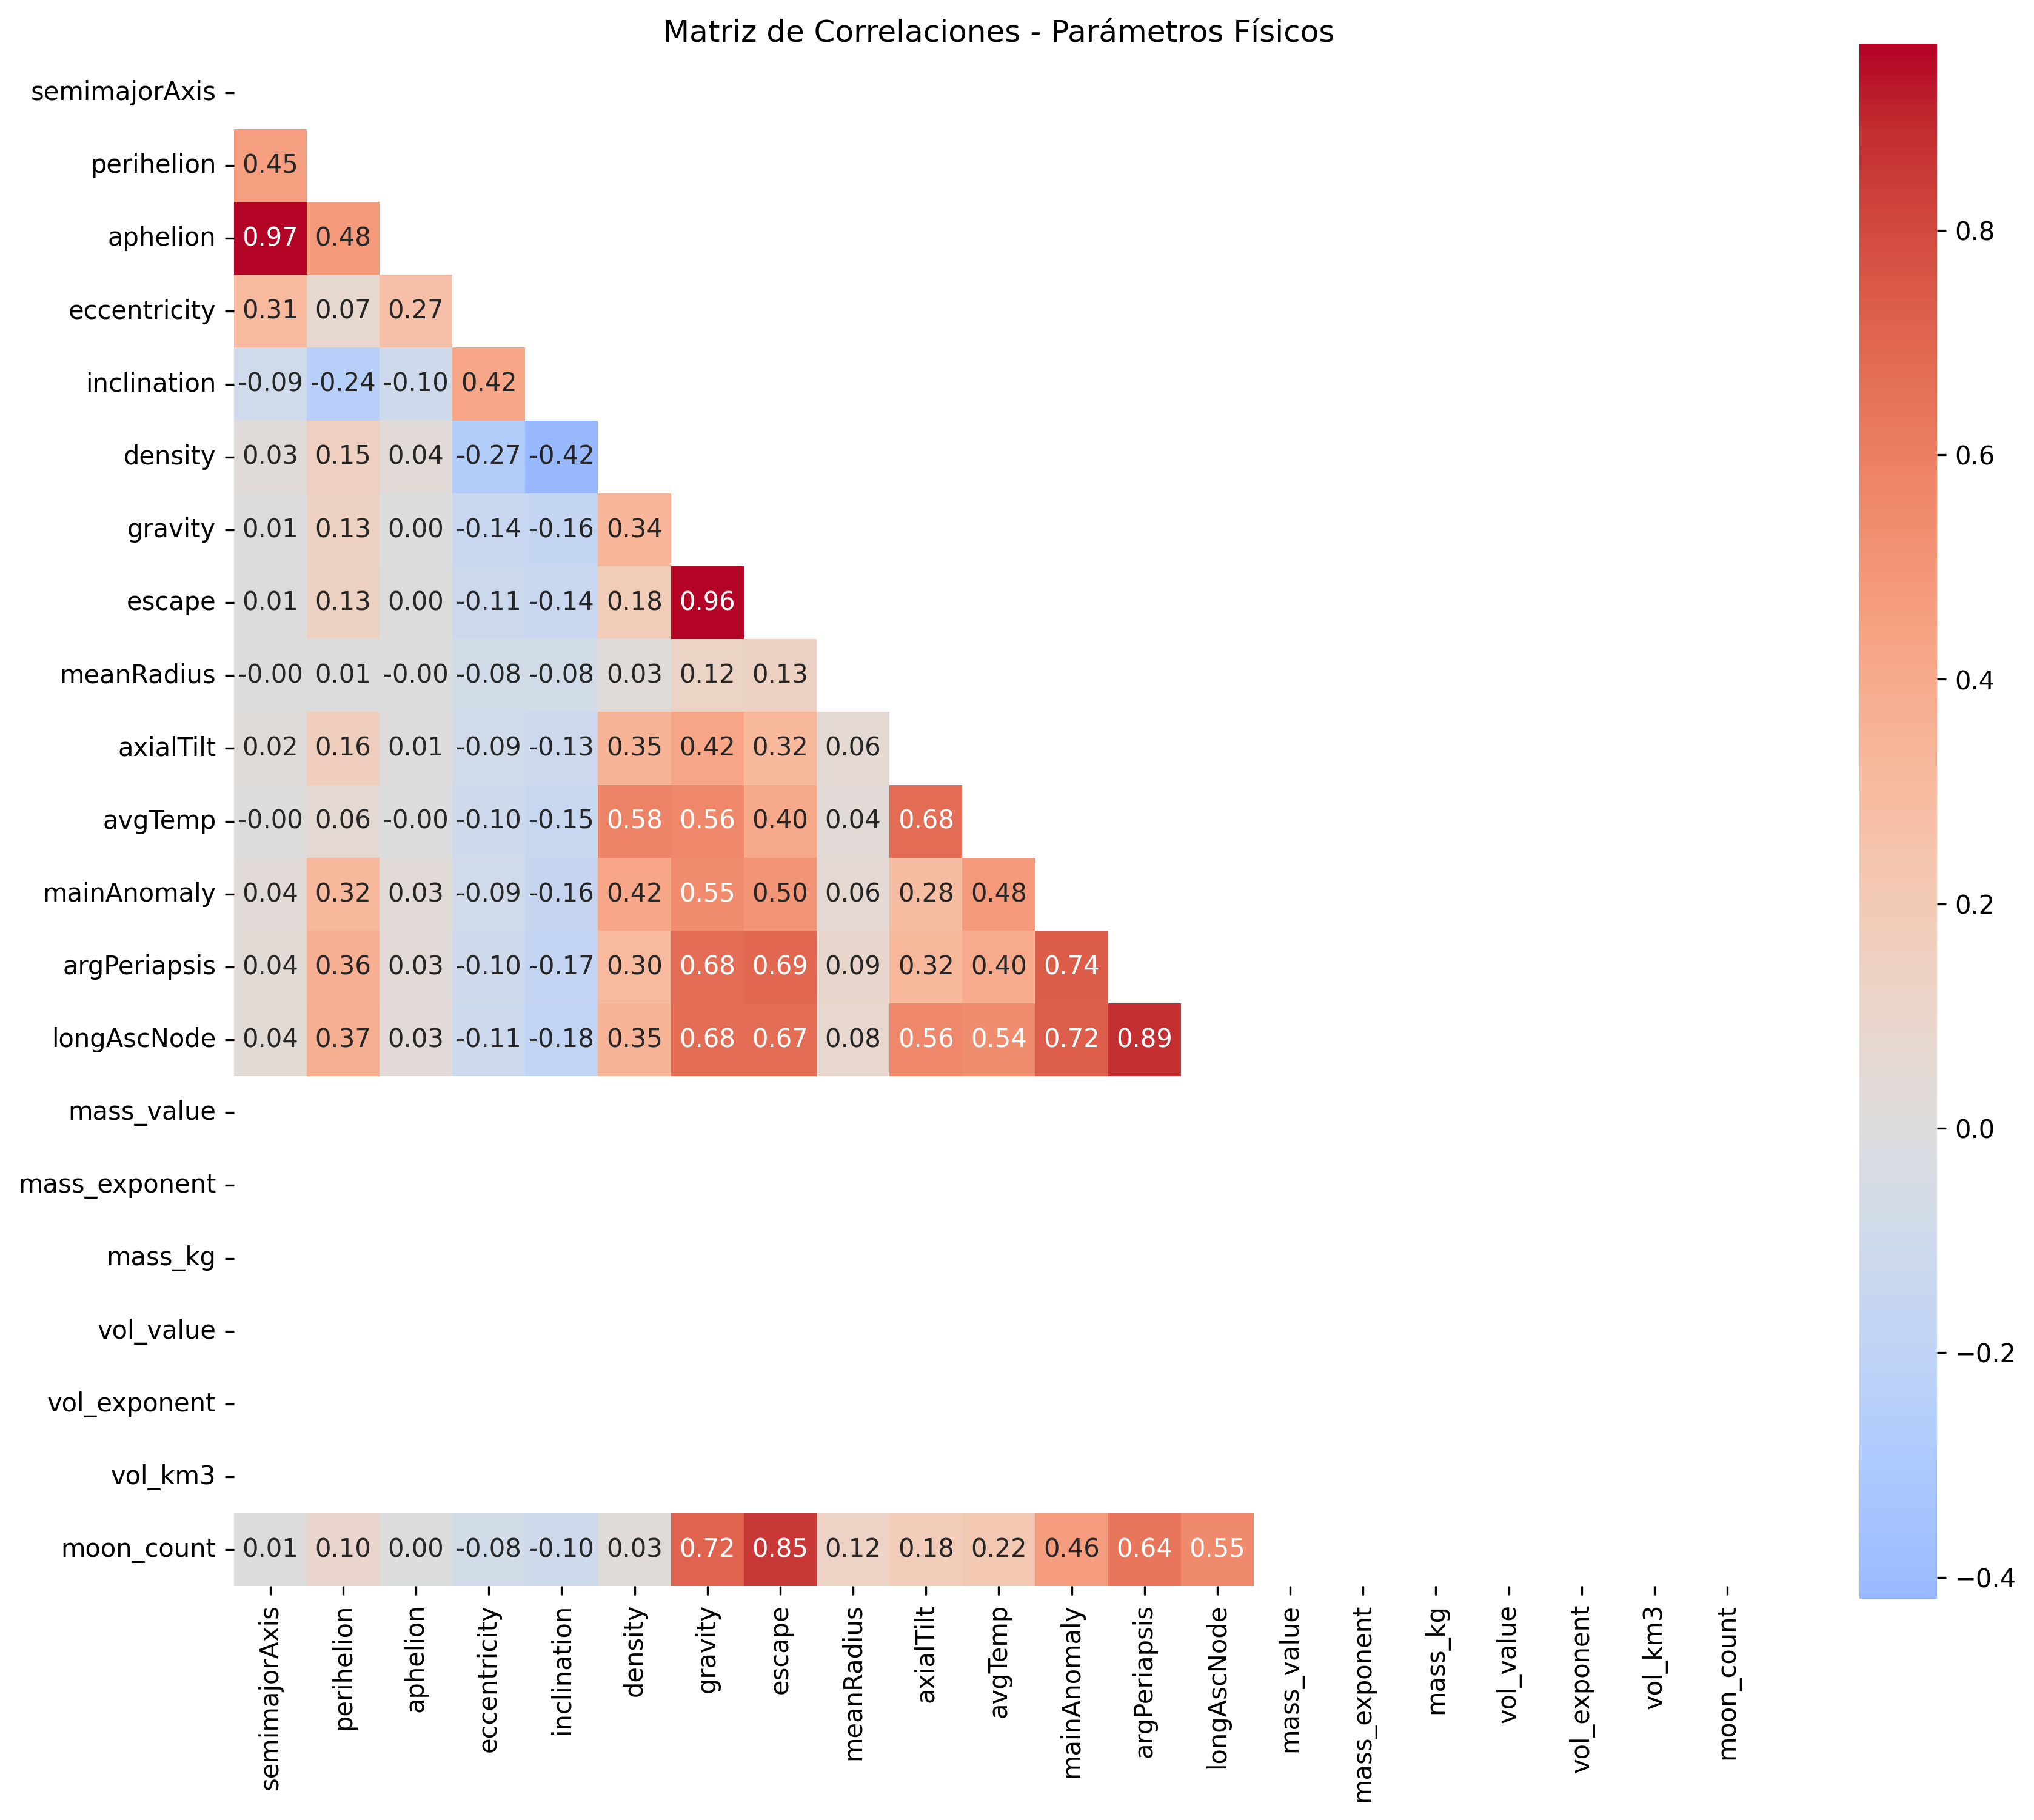 Matriz de Correlaciones - Parámetros Físicos
semimajorAxis
perihelion 0.45
aphelion 0.97 0.48
eccentricity 0.31 0.07 0.27
inclination -0.09 -0.24 -0.10 0.42
density 0.03 0.15 0.04 -0.27 -0.42
gravity 0.01 0.13 0.00 -0.14 -0.16 0.34
escape 0.01 0.13 0.00 -0.11 -0.14 0.18 0.96
meanRadius -0.00 0.01 -0.00 -0.08 -0.08 0.03 0.12 0.13
axialTilt 0.02 0.16 0.01 -0.09 -0.13 0.35 0.42 0.32 0.06
avgTemp -0.00 0.06 -0.00 -0.10 -0.15 0.58 0.56 0.40 0.04 0.68
mainAnomaly 0.04 0.32 0.03 -0.09 -0.16 0.42 0.55 0.50 0.06 0.28 0.48
argPeriapsis 0.04 0.36 0.03 -0.10 -0.17 0.30 0.68 0.69 0.09 0.32 0.40 0.74
longAscNode 0.04 0.37 0.03 -0.11 -0.18 0.35 0.68 0.67 0.08 0.56 0.54 0.72 0.89
mass_value
mass_exponent
mass_kg
vol_value
vol_exponent
vol_km3
moon_count 0.01 0.10 0.00 -0.08 -0.10 0.03 0.72 0.85 0.12 0.18 0.22 0.46 0.64 0.55
semimajorAxis
perihelion
aphelion
eccentricity
inclination
density
gravity
escape
meanRadius
axialTilt
avgTemp
mainAnomaly
argPeriapsis
longAscNode
mass_value
mass_exponent
mass_kg
vol_value
vol_exponent
vol_km3
moon_count
0.8
0.6
0.4
0.2
0.0
−0.2
−0.4